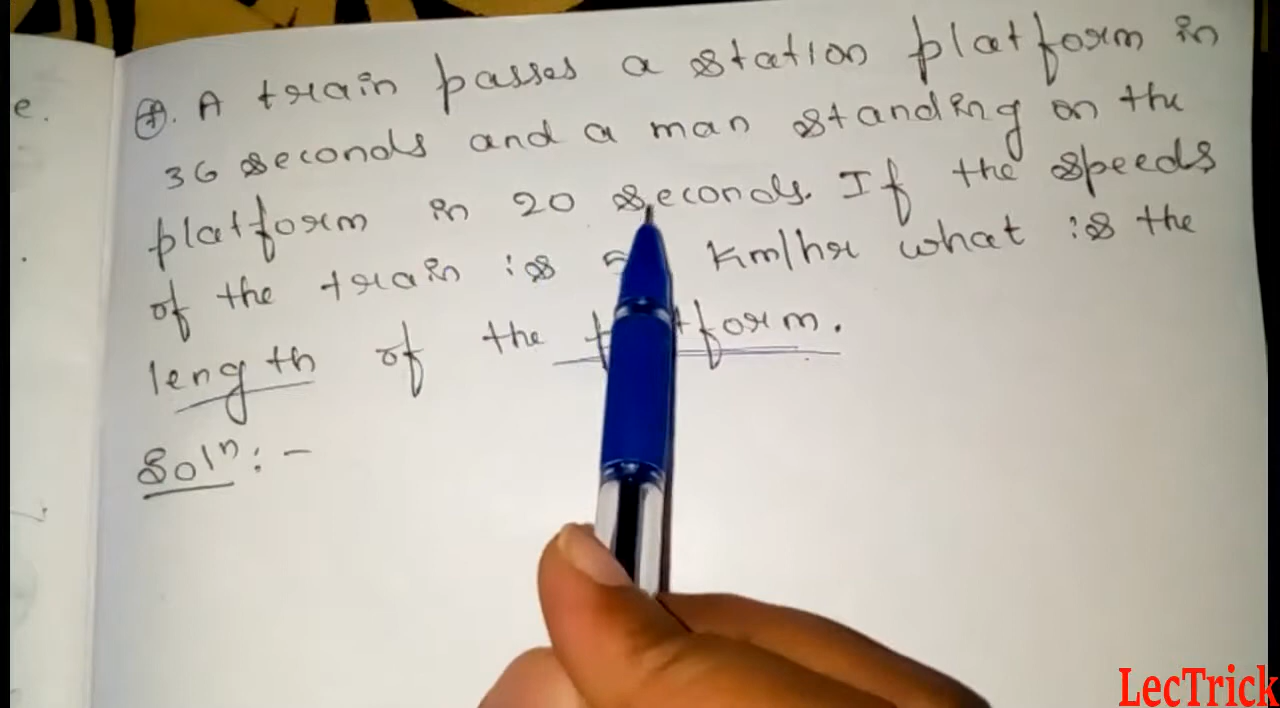 e.
7. A train passes a station platform in
36 seconds and a man standing on the
platform in 20 seconds. If the speeds
of the train is km/hr what is the
length of the form.
Solⁿ:-
LecTrick